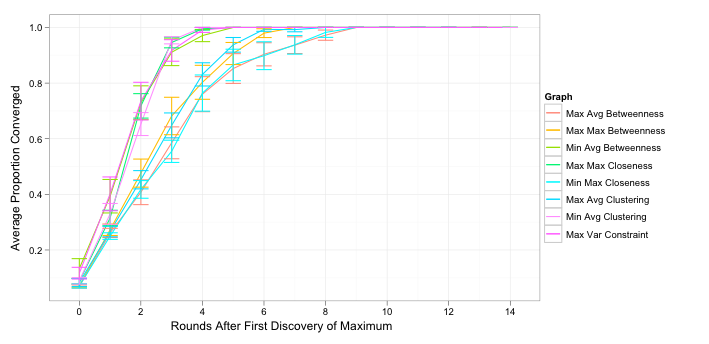 Average Proportion Converged
1.0
0.8
0.6
0.4
0.2
0 2 4 6 8 10 12 14
Rounds After First Discovery of Maximum
Graph
Max Avg Betweenness
Max Max Betweenness
Min Avg Betweenness
Max Max Closeness
Min Max Closeness
Max Avg Clustering
Min Avg Clustering
Max Var Constraint